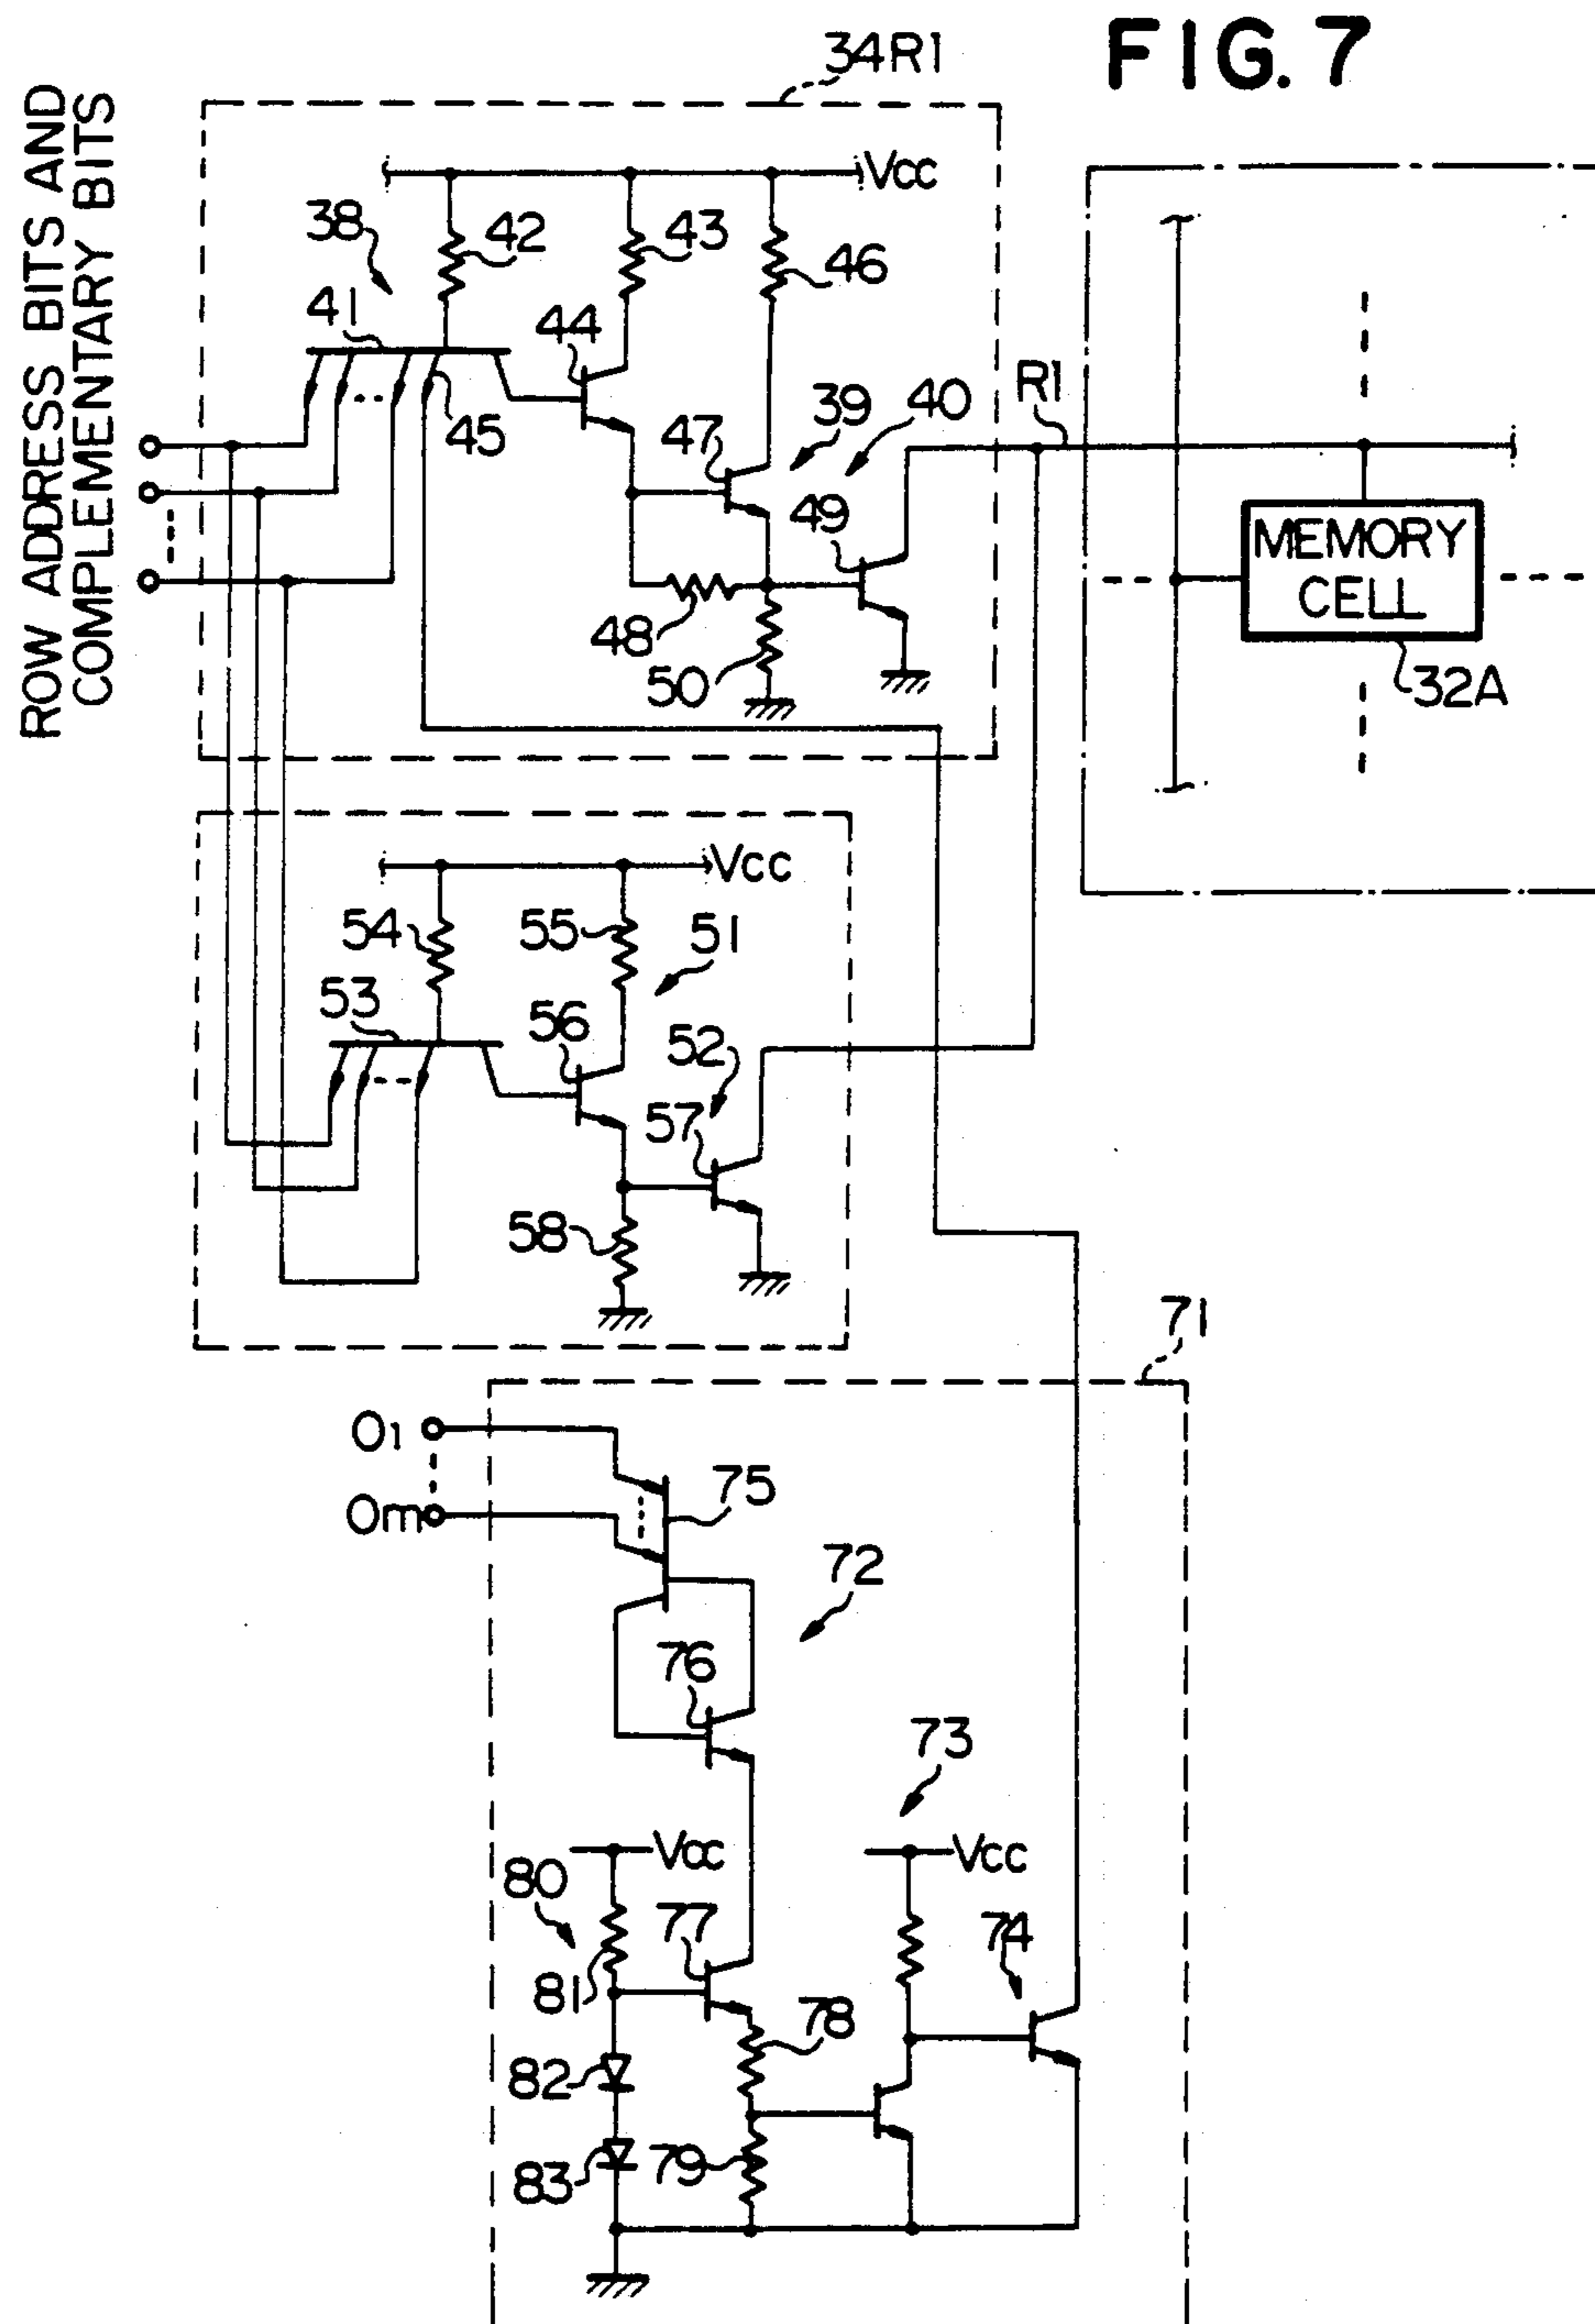 FIG. 7
34R1
ROW ADDRESS BITS AND
COMPLEMENTARY BITS
Vcc
38
42
43
46
41
44
45
47
39
40
R1
49
48
50
MEMORY
CELL
32A
Vcc
54
55
51
53
56
52
57
58
71
O1
Om
75
72
76
73
Vcc
Vcc
80
77
74
81
78
82
83
79